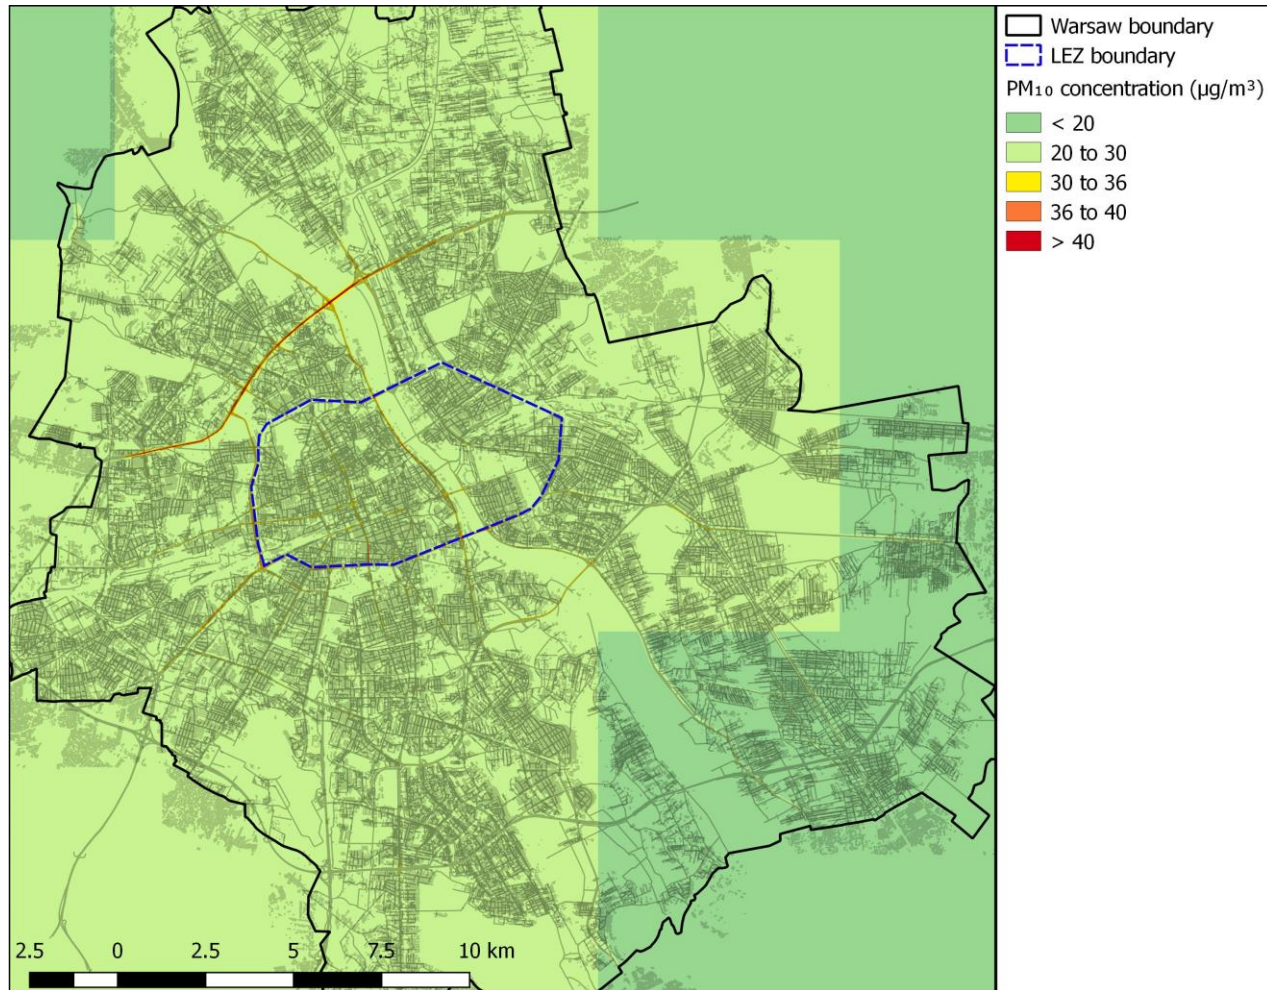 Warsaw boundary
LEZ boundary
PM₁₀ concentration (µg/m³)
< 20
20 to 30
30 to 36
36 to 40
> 40
2.5 0 2.5 5 7.5 10 km